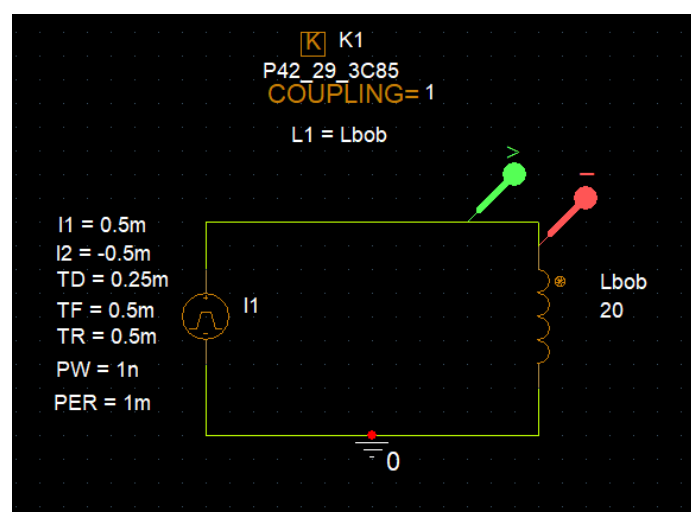 K K1
P42_29_3C85
COUPLING= 1
L1 = Lbob
>
I
I1 = 0.5m
I2 = -0.5m
TD = 0.25m
TF = 0.5m
TR = 0.5m
PW = 1n
PER = 1m
I1
Lbob
20
0